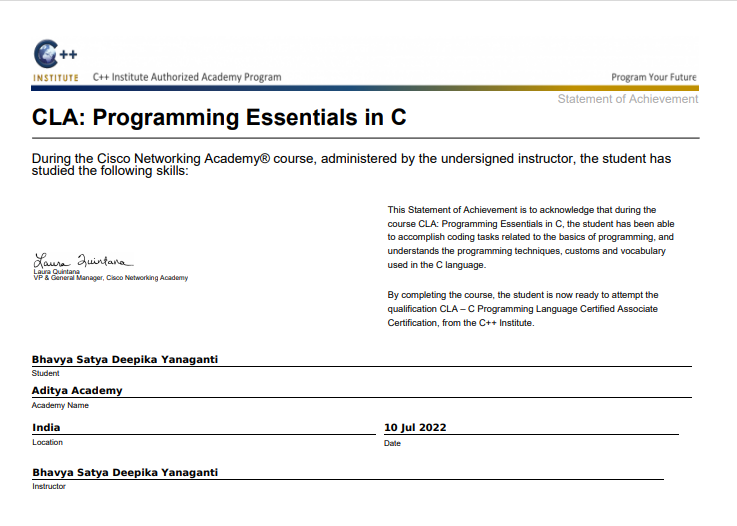 C++
INSTITUTE C++ Institute Authorized Academy Program Program Your Future
Statement of Achievement
CLA: Programming Essentials in C
During the Cisco Networking Academy® course, administered by the undersigned instructor, the student has
studied the following skills:
This Statement of Achievement is to acknowledge that during the
course CLA: Programming Essentials in C, the student has been able
to accomplish coding tasks related to the basics of programming, and
understands the programming techniques, customs and vocabulary
used in the C language.
By completing the course, the student is now ready to attempt the
qualification CLA – C Programming Language Certified Associate
Certification, from the C++ Institute.
Laura Quintana
Laura Quintana
VP & General Manager, Cisco Networking Academy
Bhavya Satya Deepika Yanaganti
Student
Aditya Academy
Academy Name
India
Location
10 Jul 2022
Date
Bhavya Satya Deepika Yanaganti
Instructor